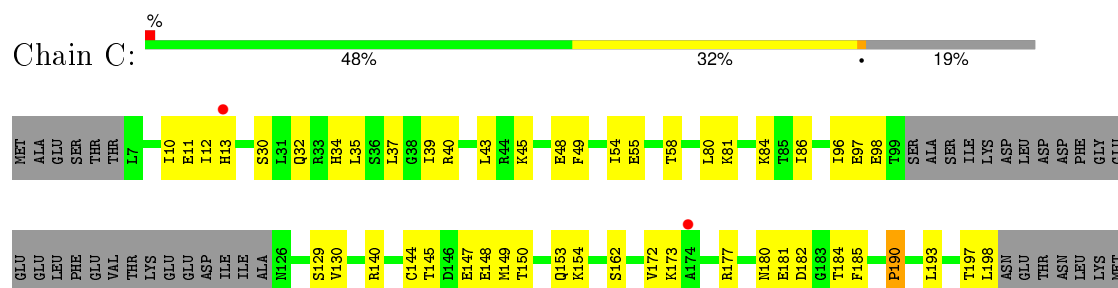 %
Chain C:
48% 32% • 19%
MET ALA GLU SER THR THR L7 I10 E11 I12 H13 S30 L31 Q32 R33 H34 L35 S36 L37 G38 I39 R40 L43 R44 K45 E48 F49 I54 E55 T58 L80 K81 K84 T85 I86 I96 E97 E98 T99 SER ALA SER ILE LYS ASP LEU ASP ASP PHE GLY GLU
GLU GLU LEU PHE GLU VAL THR LYS GLU GLU ASP ILE ILE ALA N126 S129 V130 R140 C144 T145 D146 E147 E148 M149 T150 Q153 K154 S162 V172 K173 A174 R177 N180 E181 D182 G183 T184 F185 P190 L193 T197 L198 ASN GLU THR ASN LEU LYS MET